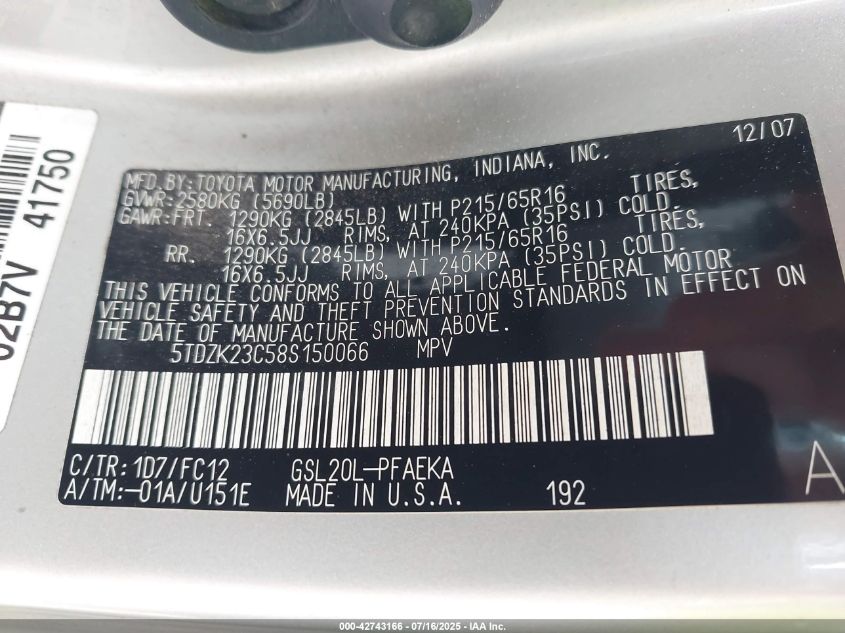 12/07
MFD.BY:TOYOTA MOTOR MANUFACTURING, INDIANA, INC.
GVWR:2580KG (5690LB)
GAWR:FRT. 1290KG (2845LB) WITH P215/65R16 TIRES,
16X6.5JJ RIMS, AT 240KPA (35PSI) COLD.
RR. 1290KG (2845LB) WITH P215/65R16 TIRES,
16X6.5JJ RIMS, AT 240KPA (35PSI) COLD.
THIS VEHICLE CONFORMS TO ALL APPLICABLE FEDERAL MOTOR
VEHICLE SAFETY AND THEFT PREVENTION STANDARDS IN EFFECT ON
THE DATE OF MANUFACTURE SHOWN ABOVE.
5TDZK23C58S150066 MPV
C/TR:1D7/FC12 GSL20L-PFAEKA
A/TM:-01A/U151E MADE IN U.S.A. 192
A
41750
000-42743166 - 07/16/2025 - IAA Inc.